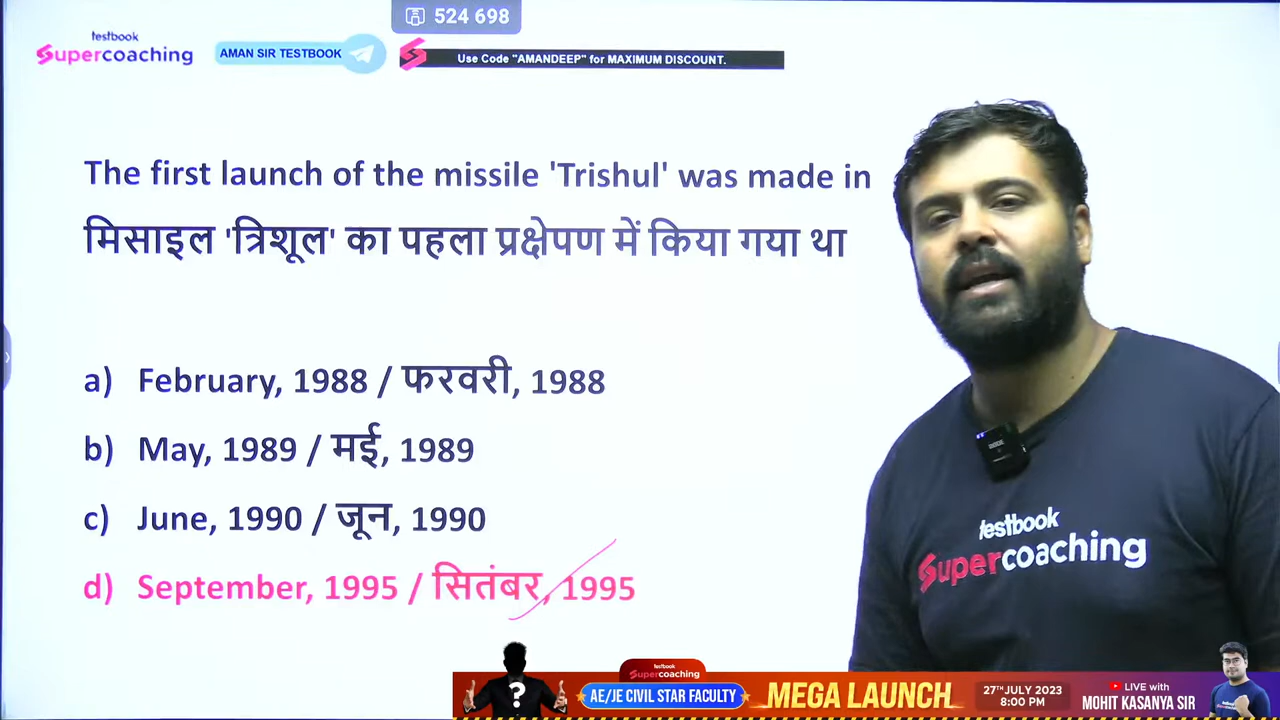 524 698
testbook
Supercoaching
AMAN SIR TESTBOOK
Use Code "AMANDEEP" for MAXIMUM DISCOUNT.
The first launch of the missile 'Trishul' was made in
मिसाइल 'त्रिशूल' का पहला प्रक्षेपण में किया गया था
a) February, 1988 / फरवरी, 1988
b) May, 1989 / मई, 1989
c) June, 1990 / जून, 1990
d) September, 1995 / सितंबर, 1995
testbook
Supercoaching
?
testbook
Supercoaching
AE/JE CIVIL STAR FACULTY
MEGA LAUNCH
27TH JULY 2023
8:00 PM
LIVE with
MOHIT KASANYA SIR